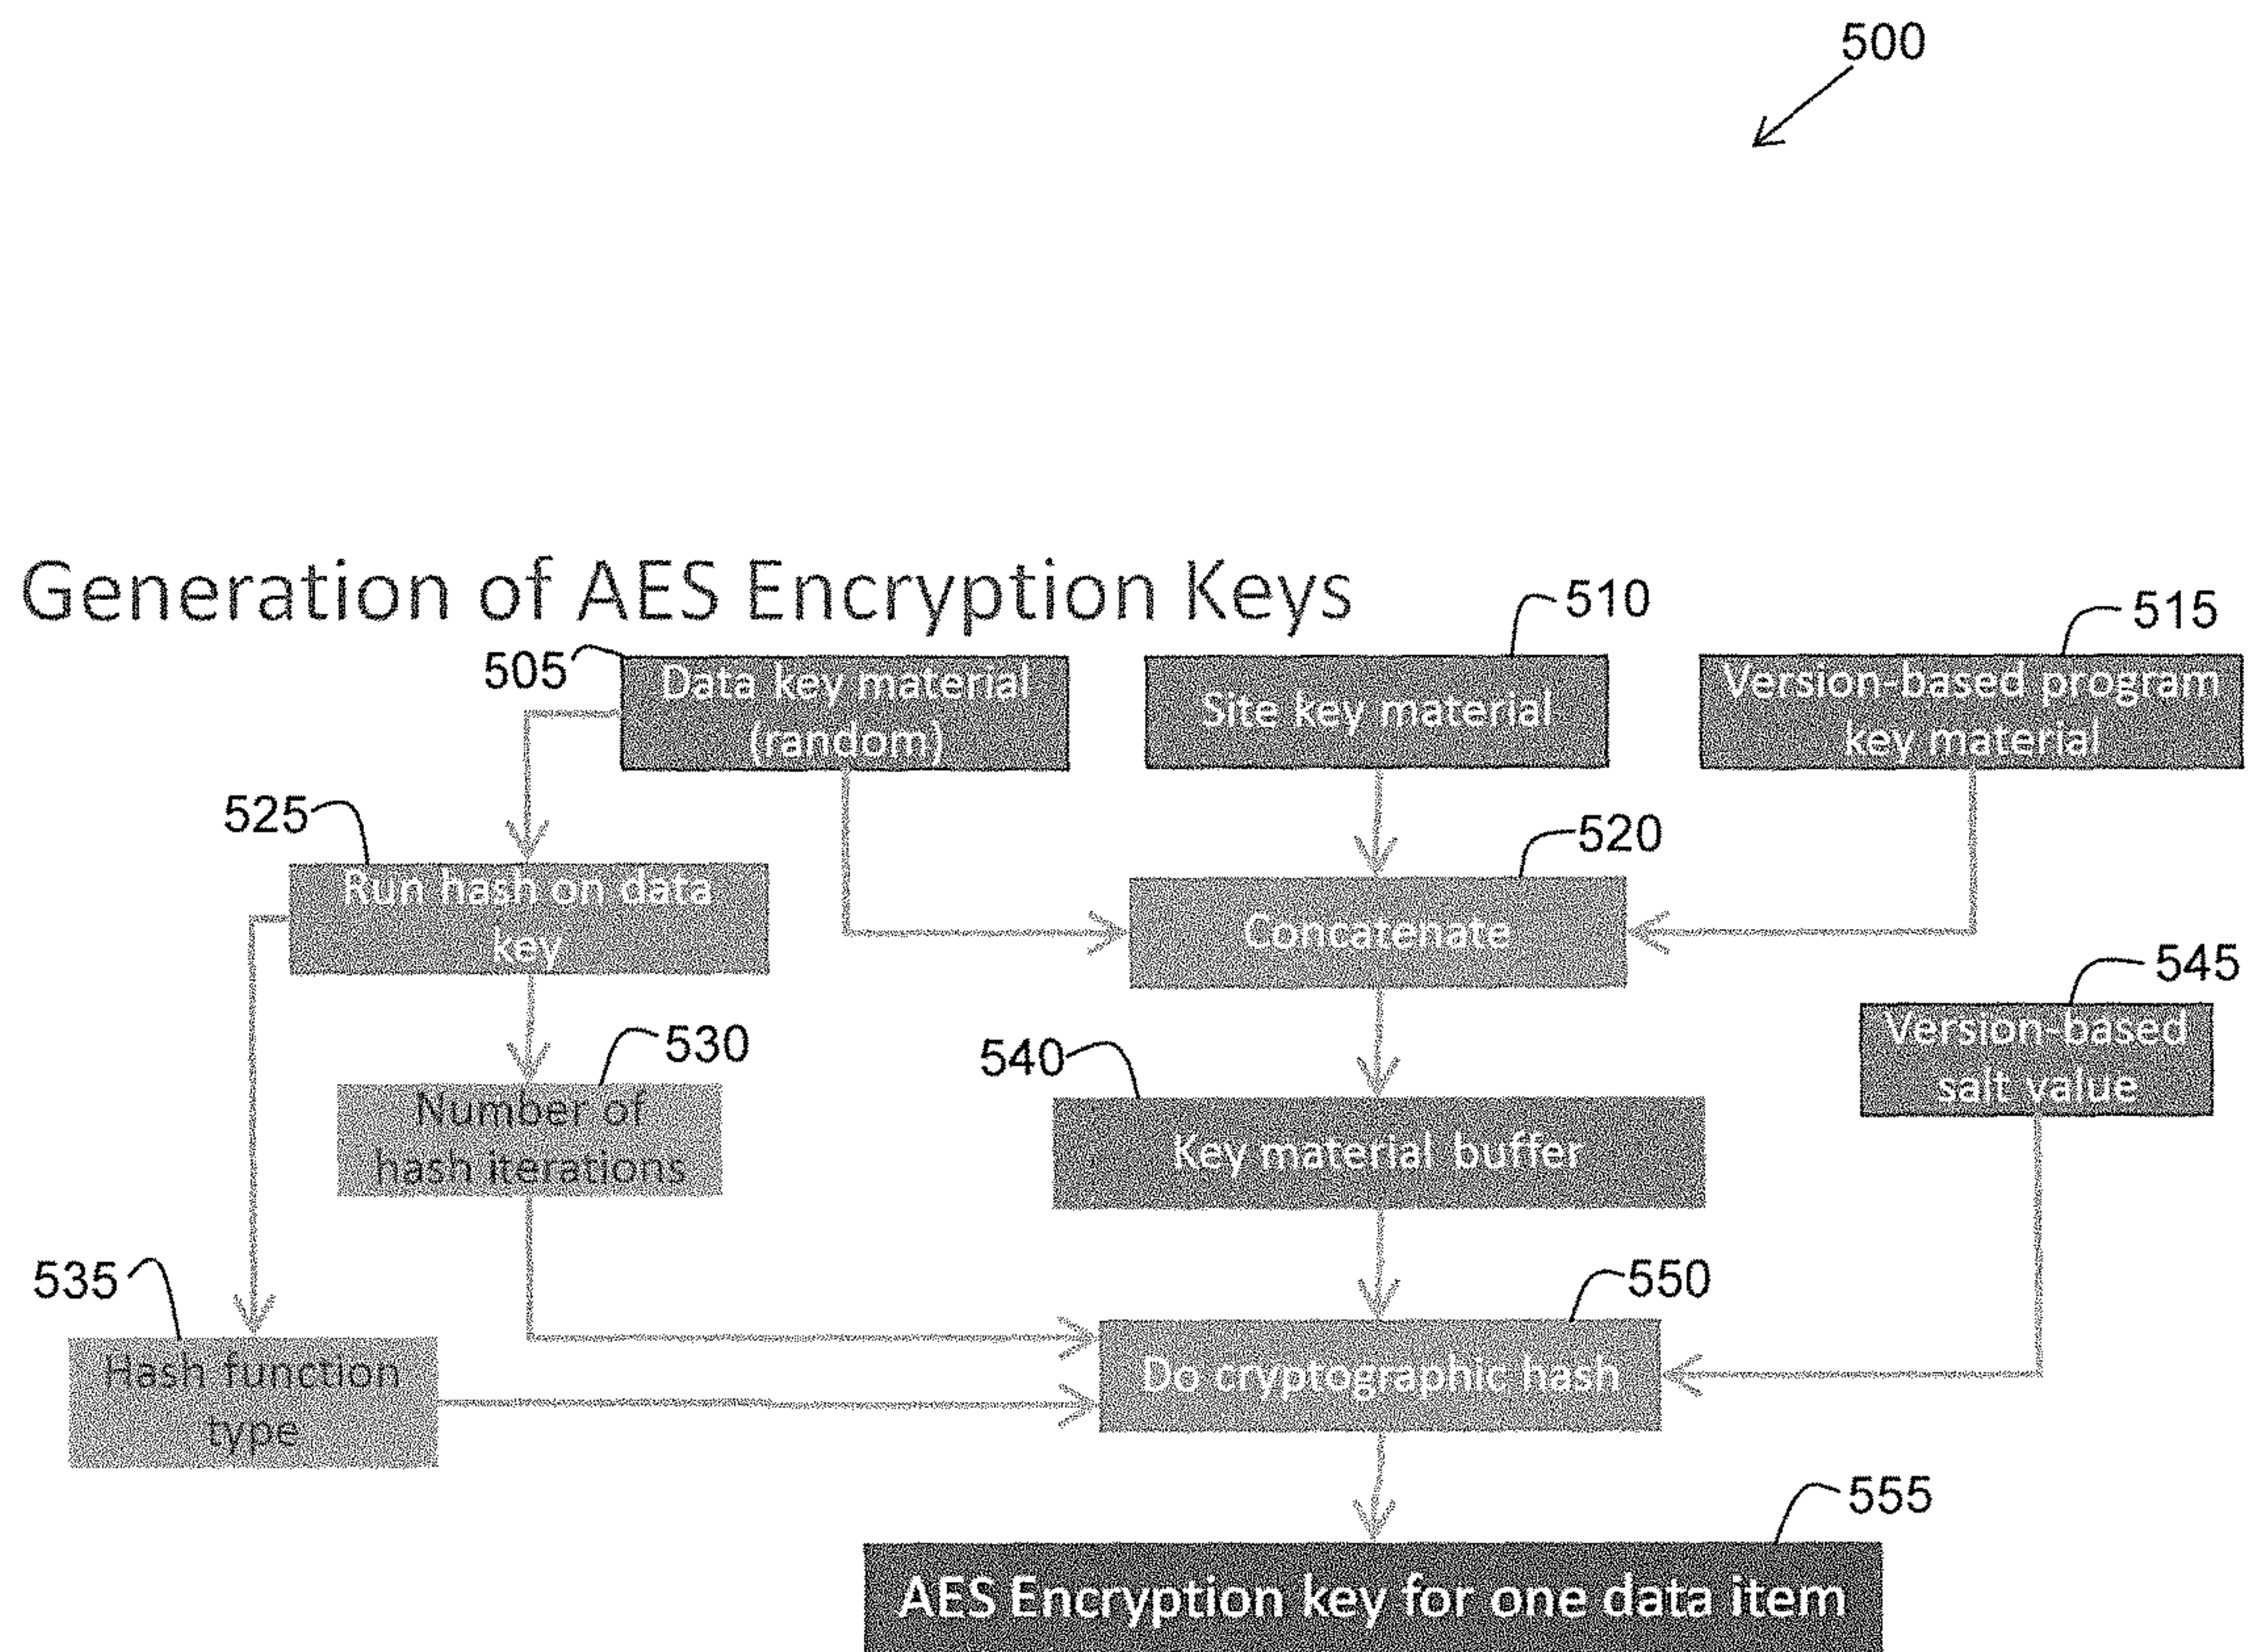 500
Generation of AES Encryption Keys
505
510
515
Data key material
(random)
Site key material
Version-based program
key material
525
520
Run hash on data
key
Concatenate
545
530
540
Version-based
salt value
Number of
hash iterations
Key material buffer
535
550
Hash function
type
Do cryptographic hash
555
AES Encryption key for one data item